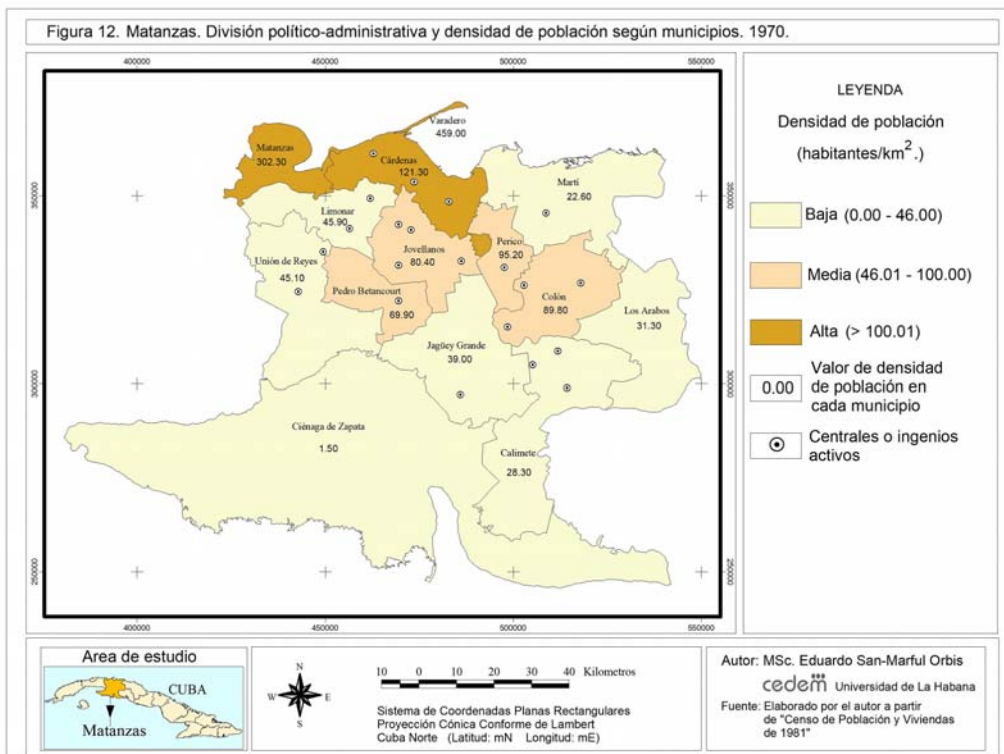 Figura 12. Matanzas. División político-administrativa y densidad de población según municipios. 1970.
400000
450000
500000
550000
350000
350000
300000
300000
250000
250000
400000
450000
500000
550000
Varadero
459.00
Matanzas
302.30
Cárdenas
121.30
Martí
22.60
Limonar
45.90
Perico
95.20
Jovellanos
80.40
Unión de Reyes
45.10
Pedro Betancourt
69.90
Colón
89.80
Los Arabos
31.30
Jagüey Grande
39.00
Ciénaga de Zapata
1.50
Calimete
28.30
LEYENDA
Densidad de población
(habitantes/km².)
Baja (0.00 - 46.00)
Media (46.01 - 100.00)
Alta (> 100.01)
0.00
Valor de densidad
de población en
cada municipio
Centrales o ingenios
activos
Area de estudio
CUBA
Matanzas
N
W
E
S
10 0 10 20 30 40 Kilometros
Sistema de Coordenadas Planas Rectangulares
Proyección Cónica Conforme de Lambert
Cuba Norte (Latitud: mN Longitud: mE)
Autor: MSc. Eduardo San-Marful Orbis
cedem Universidad de La Habana
Fuente: Elaborado por el autor a partir
de "Censo de Población y Viviendas
de 1981"